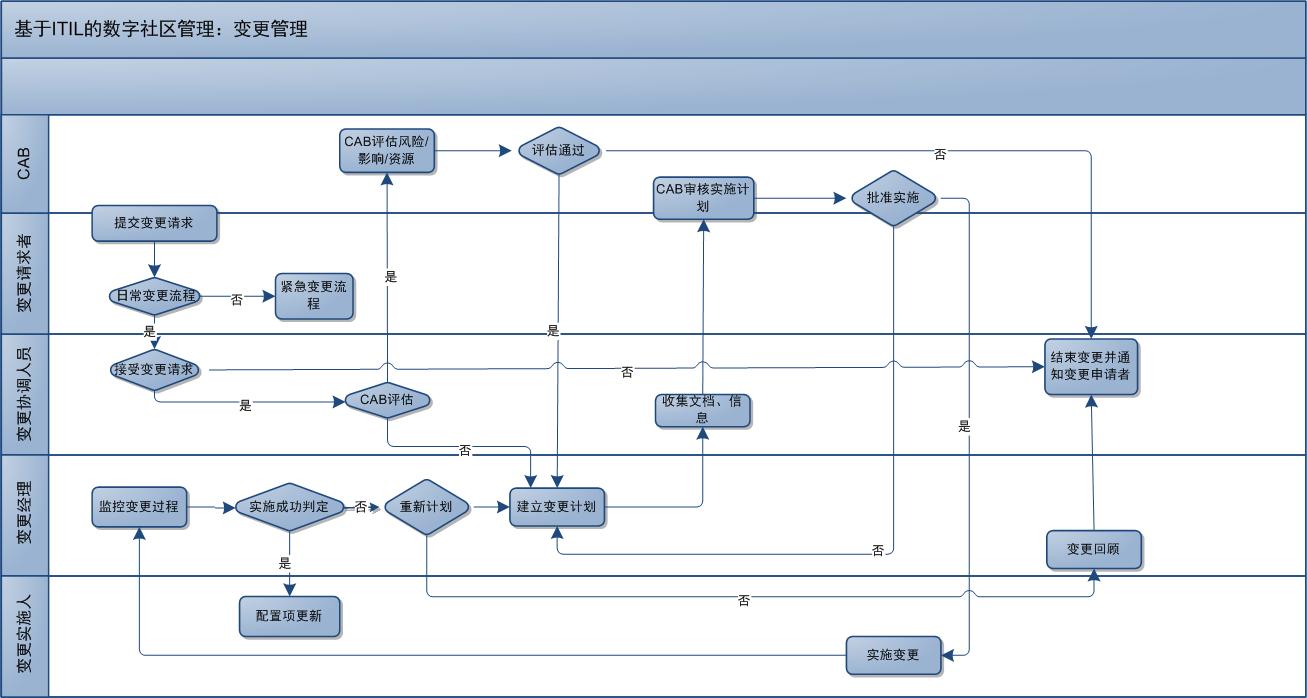 基于ITIL的数字社区管理：变更管理
CAB
CAB评估风险/
影响/资源
评估通过
否
CAB审核实施计
划
批准实施
变更请求者
提交变更请求
日常变更流程
否
紧急变更流
程
是
是
是
变更协调人员
接受变更请求
否
是
CAB评估
否
收集文档、信
息
是
结束变更并通
知变更申请者
变更经理
监控变更过程
实施成功判定
否
重新计划
建立变更计划
是
否
变更回顾
变更实施人
配置项更新
否
实施变更